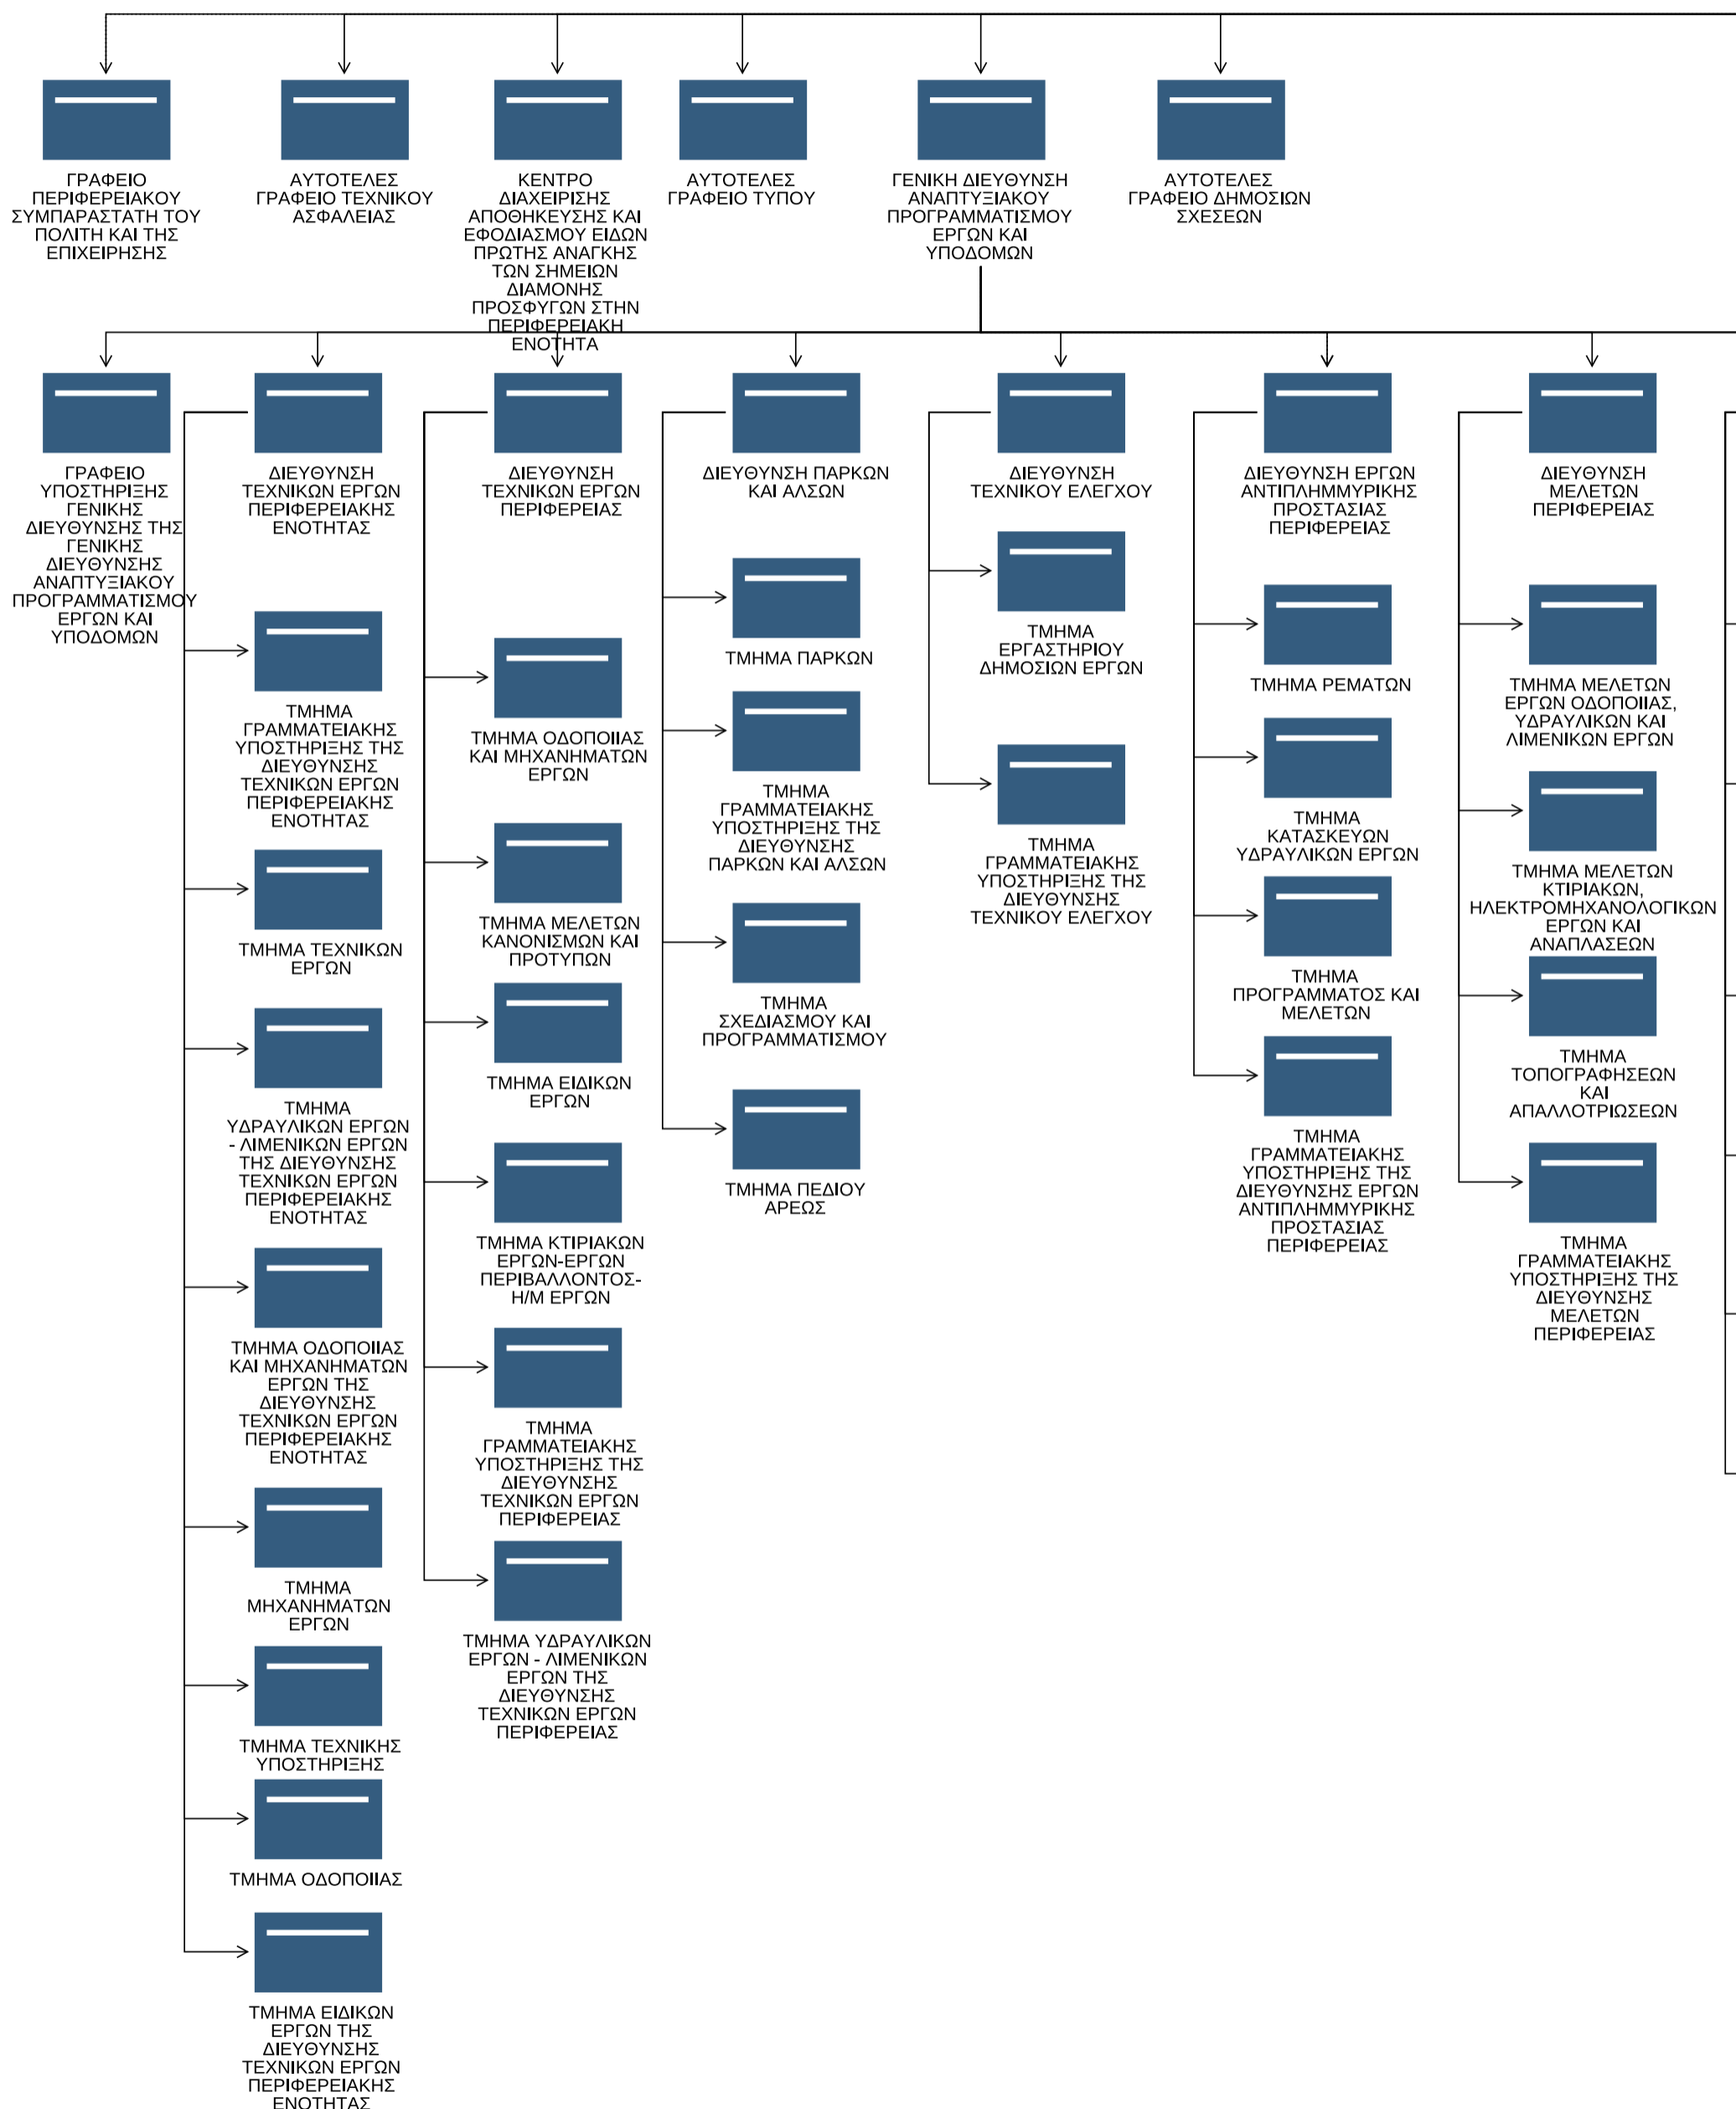 ΓΡΑΦΕΙΟ
ΠΕΡΙΦΕΡΕΙΑΚΟΥ
ΣΥΜΠΑΡΑΣΤΑΤΗ ΤΟΥ
ΠΟΛΙΤΗ ΚΑΙ ΤΗΣ
ΕΠΙΧΕΙΡΗΣΗΣ
ΑΥΤΟΤΕΛΕΣ
ΓΡΑΦΕΙΟ ΤΕΧΝΙΚΟΥ
ΑΣΦΑΛΕΙΑΣ
ΚΕΝΤΡΟ
ΔΙΑΧΕΙΡΙΣΗΣ
ΑΠΟΘΗΚΕΥΣΗΣ ΚΑΙ
ΕΦΟΔΙΑΣΜΟΥ ΕΙΔΩΝ
ΠΡΩΤΗΣ ΑΝΑΓΚΗΣ
ΤΩΝ ΣΗΜΕΙΩΝ
ΔΙΑΜΟΝΗΣ
ΠΡΟΣΦΥΓΩΝ ΣΤΗΝ
ΠΕΡΙΦΕΡΕΙΑΚΗ
ΕΝΟΤΗΤΑ
ΑΥΤΟΤΕΛΕΣ
ΓΡΑΦΕΙΟ ΤΥΠΟΥ
ΓΕΝΙΚΗ ΔΙΕΥΘΥΝΣΗ
ΑΝΑΠΤΥΞΙΑΚΟΥ
ΠΡΟΓΡΑΜΜΑΤΙΣΜΟΥ
ΕΡΓΩΝ ΚΑΙ
ΥΠΟΔΟΜΩΝ
ΑΥΤΟΤΕΛΕΣ
ΓΡΑΦΕΙΟ ΔΗΜΟΣΙΩΝ
ΣΧΕΣΕΩΝ
ΓΡΑΦΕΙΟ
ΥΠΟΣΤΗΡΙΞΗΣ
ΓΕΝΙΚΗΣ
ΔΙΕΥΘΥΝΣΗΣ ΤΗΣ
ΓΕΝΙΚΗΣ
ΔΙΕΥΘΥΝΣΗΣ
ΑΝΑΠΤΥΞΙΑΚΟΥ
ΠΡΟΓΡΑΜΜΑΤΙΣΜΟΥ
ΕΡΓΩΝ ΚΑΙ
ΥΠΟΔΟΜΩΝ
ΔΙΕΥΘΥΝΣΗ
ΤΕΧΝΙΚΩΝ ΕΡΓΩΝ
ΠΕΡΙΦΕΡΕΙΑΚΗΣ
ΕΝΟΤΗΤΑΣ
ΤΜΗΜΑ
ΓΡΑΜΜΑΤΕΙΑΚΗΣ
ΥΠΟΣΤΗΡΙΞΗΣ ΤΗΣ
ΔΙΕΥΘΥΝΣΗΣ
ΤΕΧΝΙΚΩΝ ΕΡΓΩΝ
ΠΕΡΙΦΕΡΕΙΑΚΗΣ
ΕΝΟΤΗΤΑΣ
ΤΜΗΜΑ ΤΕΧΝΙΚΩΝ
ΕΡΓΩΝ
ΤΜΗΜΑ
ΥΔΡΑΥΛΙΚΩΝ ΕΡΓΩΝ
- ΛΙΜΕΝΙΚΩΝ ΕΡΓΩΝ
ΤΗΣ ΔΙΕΥΘΥΝΣΗΣ
ΤΕΧΝΙΚΩΝ ΕΡΓΩΝ
ΠΕΡΙΦΕΡΕΙΑΚΗΣ
ΕΝΟΤΗΤΑΣ
ΤΜΗΜΑ ΟΔΟΠΟΙΙΑΣ
ΚΑΙ ΜΗΧΑΝΗΜΑΤΩΝ
ΕΡΓΩΝ ΤΗΣ
ΔΙΕΥΘΥΝΣΗΣ
ΤΕΧΝΙΚΩΝ ΕΡΓΩΝ
ΠΕΡΙΦΕΡΕΙΑΚΗΣ
ΕΝΟΤΗΤΑΣ
ΤΜΗΜΑ
ΜΗΧΑΝΗΜΑΤΩΝ
ΕΡΓΩΝ
ΤΜΗΜΑ ΤΕΧΝΙΚΗΣ
ΥΠΟΣΤΗΡΙΞΗΣ
ΤΜΗΜΑ ΟΔΟΠΟΙΙΑΣ
ΤΜΗΜΑ ΕΙΔΙΚΩΝ
ΕΡΓΩΝ ΤΗΣ
ΔΙΕΥΘΥΝΣΗΣ
ΤΕΧΝΙΚΩΝ ΕΡΓΩΝ
ΠΕΡΙΦΕΡΕΙΑΚΗΣ
ΕΝΟΤΗΤΑΣ
ΔΙΕΥΘΥΝΣΗ
ΤΕΧΝΙΚΩΝ ΕΡΓΩΝ
ΠΕΡΙΦΕΡΕΙΑΣ
ΤΜΗΜΑ ΟΔΟΠΟΙΙΑΣ
ΚΑΙ ΜΗΧΑΝΗΜΑΤΩΝ
ΕΡΓΩΝ
ΤΜΗΜΑ ΜΕΛΕΤΩΝ
ΚΑΝΟΝΙΣΜΩΝ ΚΑΙ
ΠΡΟΤΥΠΩΝ
ΤΜΗΜΑ ΕΙΔΙΚΩΝ
ΕΡΓΩΝ
ΤΜΗΜΑ ΚΤΙΡΙΑΚΩΝ
ΕΡΓΩΝ-ΕΡΓΩΝ
ΠΕΡΙΒΑΛΛΟΝΤΟΣ-
Η/Μ ΕΡΓΩΝ
ΤΜΗΜΑ
ΓΡΑΜΜΑΤΕΙΑΚΗΣ
ΥΠΟΣΤΗΡΙΞΗΣ ΤΗΣ
ΔΙΕΥΘΥΝΣΗΣ
ΤΕΧΝΙΚΩΝ ΕΡΓΩΝ
ΠΕΡΙΦΕΡΕΙΑΣ
ΤΜΗΜΑ ΥΔΡΑΥΛΙΚΩΝ
ΕΡΓΩΝ - ΛΙΜΕΝΙΚΩΝ
ΕΡΓΩΝ ΤΗΣ
ΔΙΕΥΘΥΝΣΗΣ
ΤΕΧΝΙΚΩΝ ΕΡΓΩΝ
ΠΕΡΙΦΕΡΕΙΑΣ
ΔΙΕΥΘΥΝΣΗ ΠΑΡΚΩΝ
ΚΑΙ ΑΛΣΩΝ
ΤΜΗΜΑ ΠΑΡΚΩΝ
ΤΜΗΜΑ
ΓΡΑΜΜΑΤΕΙΑΚΗΣ
ΥΠΟΣΤΗΡΙΞΗΣ ΤΗΣ
ΔΙΕΥΘΥΝΣΗΣ
ΠΑΡΚΩΝ ΚΑΙ ΑΛΣΩΝ
ΤΜΗΜΑ
ΣΧΕΔΙΑΣΜΟΥ ΚΑΙ
ΠΡΟΓΡΑΜΜΑΤΙΣΜΟΥ
ΤΜΗΜΑ ΠΕΔΙΟΥ
ΑΡΕΩΣ
ΔΙΕΥΘΥΝΣΗ
ΤΕΧΝΙΚΟΥ ΕΛΕΓΧΟΥ
ΤΜΗΜΑ
ΕΡΓΑΣΤΗΡΙΟΥ
ΔΗΜΟΣΙΩΝ ΕΡΓΩΝ
ΤΜΗΜΑ
ΓΡΑΜΜΑΤΕΙΑΚΗΣ
ΥΠΟΣΤΗΡΙΞΗΣ ΤΗΣ
ΔΙΕΥΘΥΝΣΗΣ
ΤΕΧΝΙΚΟΥ ΕΛΕΓΧΟΥ
ΔΙΕΥΘΥΝΣΗ ΕΡΓΩΝ
ΑΝΤΙΠΛΗΜΜΥΡΙΚΗΣ
ΠΡΟΣΤΑΣΙΑΣ
ΠΕΡΙΦΕΡΕΙΑΣ
ΤΜΗΜΑ ΡΕΜΑΤΩΝ
ΤΜΗΜΑ
ΚΑΤΑΣΚΕΥΩΝ
ΥΔΡΑΥΛΙΚΩΝ ΕΡΓΩΝ
ΤΜΗΜΑ
ΠΡΟΓΡΑΜΜΑΤΟΣ ΚΑΙ
ΜΕΛΕΤΩΝ
ΤΜΗΜΑ
ΓΡΑΜΜΑΤΕΙΑΚΗΣ
ΥΠΟΣΤΗΡΙΞΗΣ ΤΗΣ
ΔΙΕΥΘΥΝΣΗΣ ΕΡΓΩΝ
ΑΝΤΙΠΛΗΜΜΥΡΙΚΗΣ
ΠΡΟΣΤΑΣΙΑΣ
ΠΕΡΙΦΕΡΕΙΑΣ
ΔΙΕΥΘΥΝΣΗ
ΜΕΛΕΤΩΝ
ΠΕΡΙΦΕΡΕΙΑΣ
ΤΜΗΜΑ ΜΕΛΕΤΩΝ
ΕΡΓΩΝ ΟΔΟΠΟΙΙΑΣ,
ΥΔΡΑΥΛΙΚΩΝ ΚΑΙ
ΛΙΜΕΝΙΚΩΝ ΕΡΓΩΝ
ΤΜΗΜΑ ΜΕΛΕΤΩΝ
ΚΤΙΡΙΑΚΩΝ,
ΗΛΕΚΤΡΟΜΗΧΑΝΟΛΟΓΙΚΩΝ
ΕΡΓΩΝ ΚΑΙ
ΑΝΑΠΛΑΣΕΩΝ
ΤΜΗΜΑ
ΤΟΠΟΓΡΑΦΗΣΕΩΝ
ΚΑΙ
ΑΠΑΛΛΟΤΡΙΩΣΕΩΝ
ΤΜΗΜΑ
ΓΡΑΜΜΑΤΕΙΑΚΗΣ
ΥΠΟΣΤΗΡΙΞΗΣ ΤΗΣ
ΔΙΕΥΘΥΝΣΗΣ
ΜΕΛΕΤΩΝ
ΠΕΡΙΦΕΡΕΙΑΣ